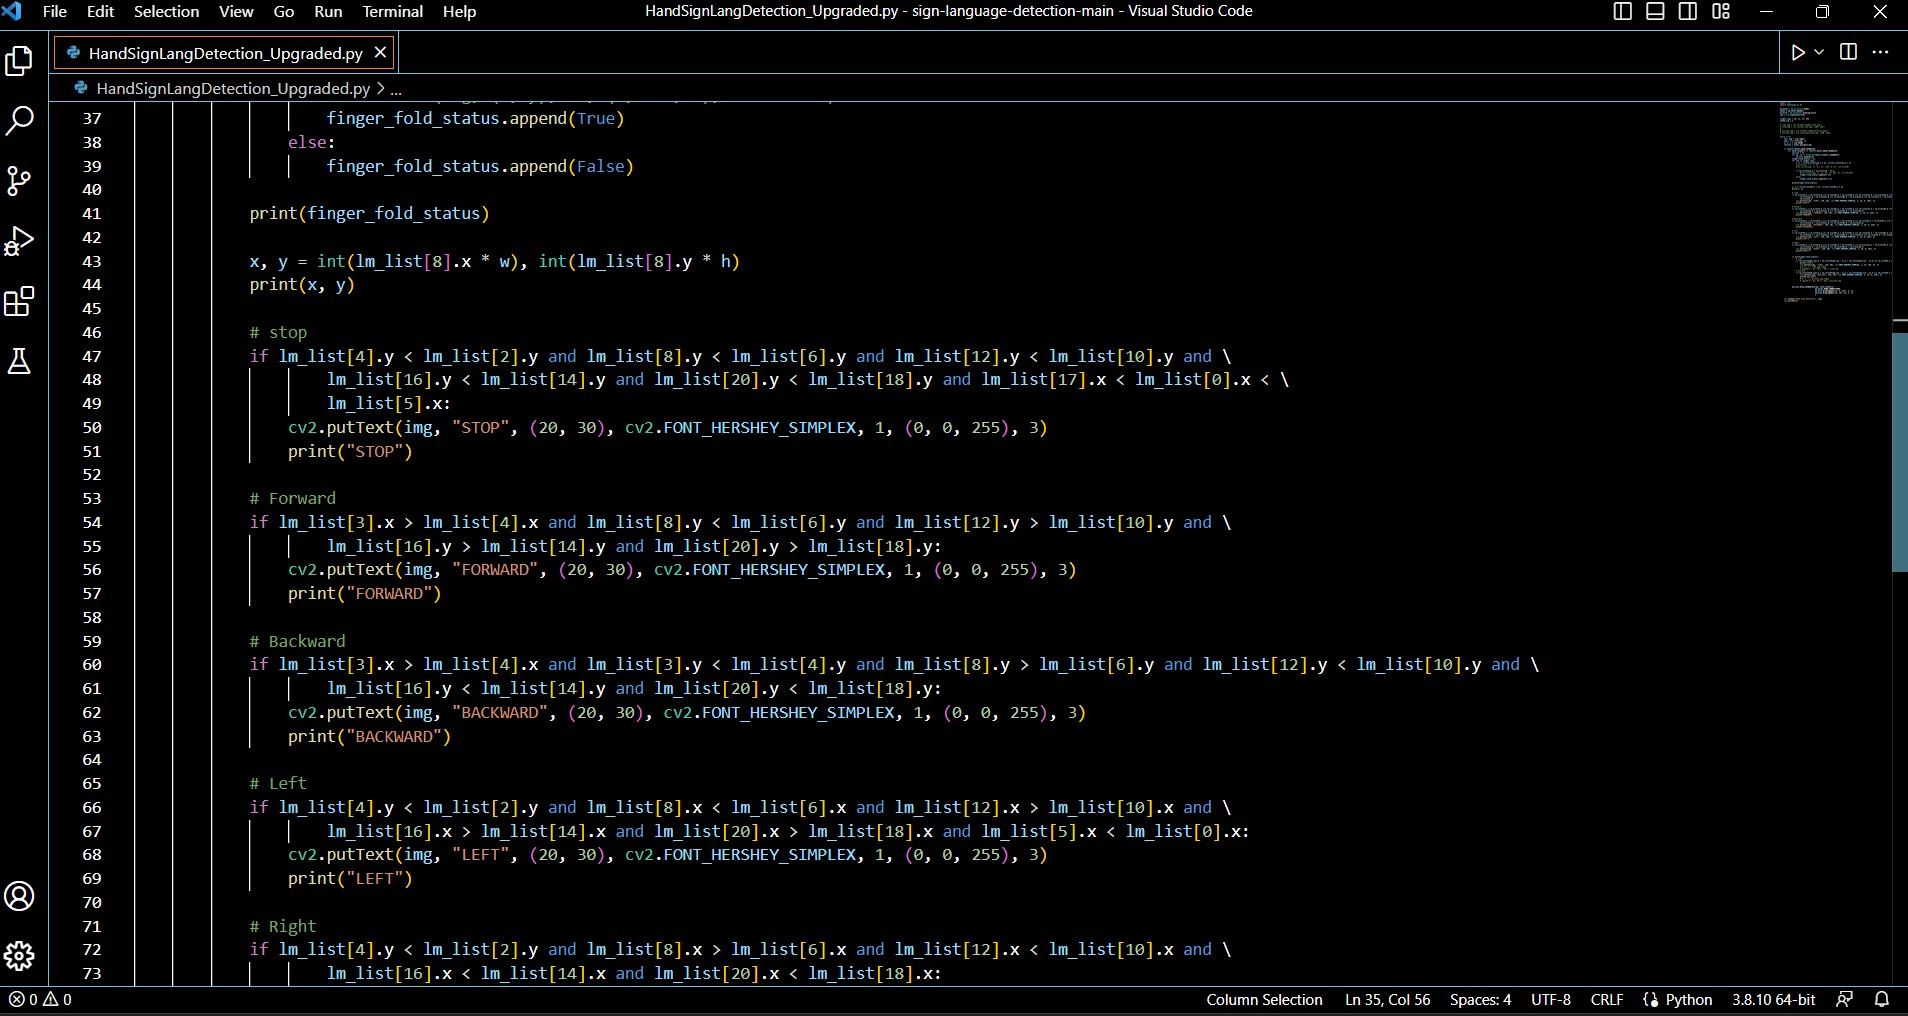 File Edit Selection View Go Run Terminal Help HandSignLangDetection_Upgraded.py - sign-language-detection-main - Visual Studio Code
HandSignLangDetection_Upgraded.py
HandSignLangDetection_Upgraded.py > ...
37 finger_fold_status.append(True)
38 else:
39 finger_fold_status.append(False)
40
41 print(finger_fold_status)
42
43 x, y = int(lm_list[8].x * w), int(lm_list[8].y * h)
44 print(x, y)
45
46 # stop
47 if lm_list[4].y < lm_list[2].y and lm_list[8].y < lm_list[6].y and lm_list[12].y < lm_list[10].y and \
48 lm_list[16].y < lm_list[14].y and lm_list[20].y < lm_list[18].y and lm_list[17].x < lm_list[0].x < \
49 lm_list[5].x:
50 cv2.putText(img, "STOP", (20, 30), cv2.FONT_HERSHEY_SIMPLEX, 1, (0, 0, 255), 3)
51 print("STOP")
52
53 # Forward
54 if lm_list[3].x > lm_list[4].x and lm_list[8].y < lm_list[6].y and lm_list[12].y > lm_list[10].y and \
55 lm_list[16].y > lm_list[14].y and lm_list[20].y > lm_list[18].y:
56 cv2.putText(img, "FORWARD", (20, 30), cv2.FONT_HERSHEY_SIMPLEX, 1, (0, 0, 255), 3)
57 print("FORWARD")
58
59 # Backward
60 if lm_list[3].x > lm_list[4].x and lm_list[3].y < lm_list[4].y and lm_list[8].y > lm_list[6].y and lm_list[12].y < lm_list[10].y and \
61 lm_list[16].y < lm_list[14].y and lm_list[20].y < lm_list[18].y:
62 cv2.putText(img, "BACKWARD", (20, 30), cv2.FONT_HERSHEY_SIMPLEX, 1, (0, 0, 255), 3)
63 print("BACKWARD")
64
65 # Left
66 if lm_list[4].y < lm_list[2].y and lm_list[8].x < lm_list[6].x and lm_list[12].x > lm_list[10].x and \
67 lm_list[16].x > lm_list[14].x and lm_list[20].x > lm_list[18].x and lm_list[5].x < lm_list[0].x:
68 cv2.putText(img, "LEFT", (20, 30), cv2.FONT_HERSHEY_SIMPLEX, 1, (0, 0, 255), 3)
69 print("LEFT")
70
71 # Right
72 if lm_list[4].y < lm_list[2].y and lm_list[8].x > lm_list[6].x and lm_list[12].x < lm_list[10].x and \
73 lm_list[16].x < lm_list[14].x and lm_list[20].x < lm_list[18].x:
0 0 Column Selection Ln 35, Col 56 Spaces: 4 UTF-8 CRLF Python 3.8.10 64-bit